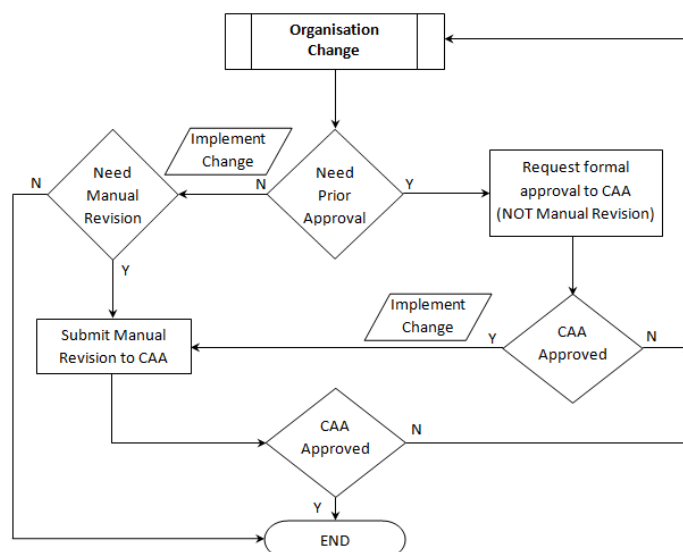 Organisation
Change
Implement
Change
Need
Manual
Revision
N
Need
Prior
Approval
N
Y
Request formal
approval to CAA
(NOT Manual Revision)
Y
Implement
Change
Submit Manual
Revision to CAA
Y
CAA
Approved
N
CAA
Approved
N
Y
END